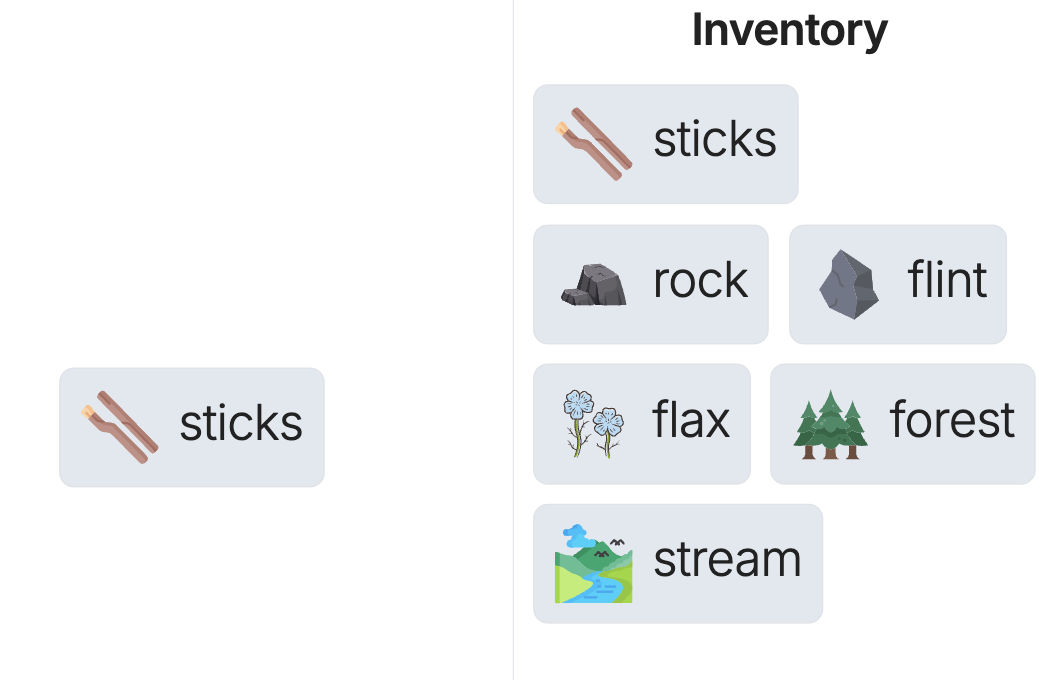 Inventory
sticks
rock flint
flax forest
sticks
stream